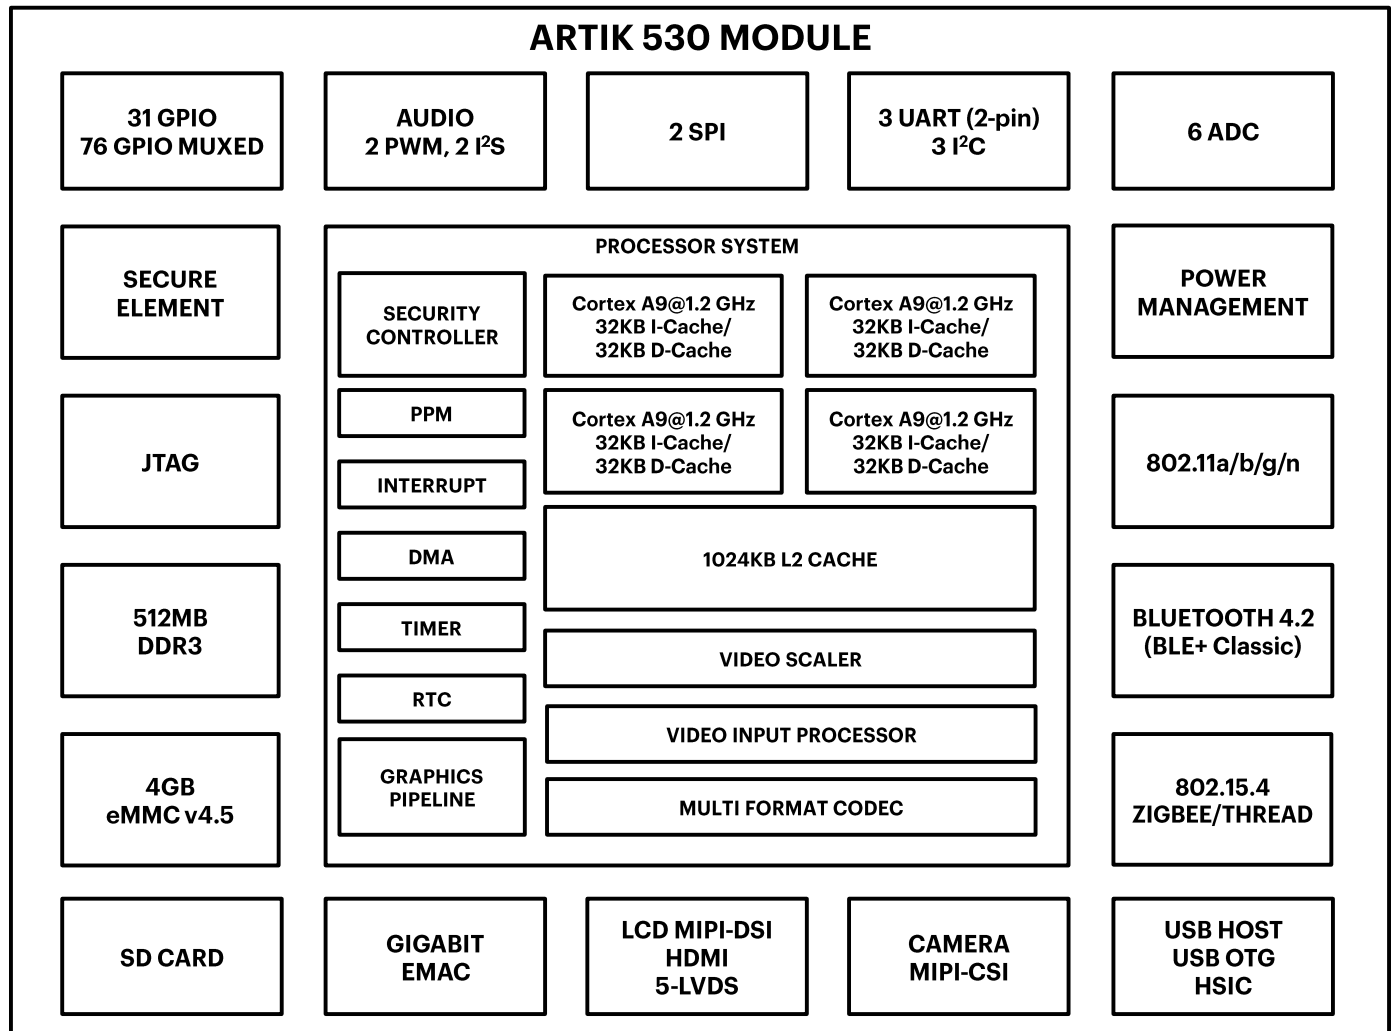 ARTIK 530 MODULE
31 GPIO
76 GPIO MUXED
AUDIO
2 PWM, 2 I²S
2 SPI
3 UART (2-pin)
3 I²C
6 ADC
SECURE
ELEMENT
JTAG
512MB
DDR3
4GB
eMMC v4.5
PROCESSOR SYSTEM
SECURITY
CONTROLLER
PPM
INTERRUPT
DMA
TIMER
RTC
GRAPHICS
PIPELINE
Cortex A9@1.2 GHz
32KB I-Cache/
32KB D-Cache
Cortex A9@1.2 GHz
32KB I-Cache/
32KB D-Cache
Cortex A9@1.2 GHz
32KB I-Cache/
32KB D-Cache
Cortex A9@1.2 GHz
32KB I-Cache/
32KB D-Cache
1024KB L2 CACHE
VIDEO SCALER
VIDEO INPUT PROCESSOR
MULTI FORMAT CODEC
POWER
MANAGEMENT
802.11a/b/g/n
BLUETOOTH 4.2
(BLE+ Classic)
802.15.4
ZIGBEE/THREAD
SD CARD
GIGABIT
EMAC
LCD MIPI-DSI
HDMI
5-LVDS
CAMERA
MIPI-CSI
USB HOST
USB OTG
HSIC